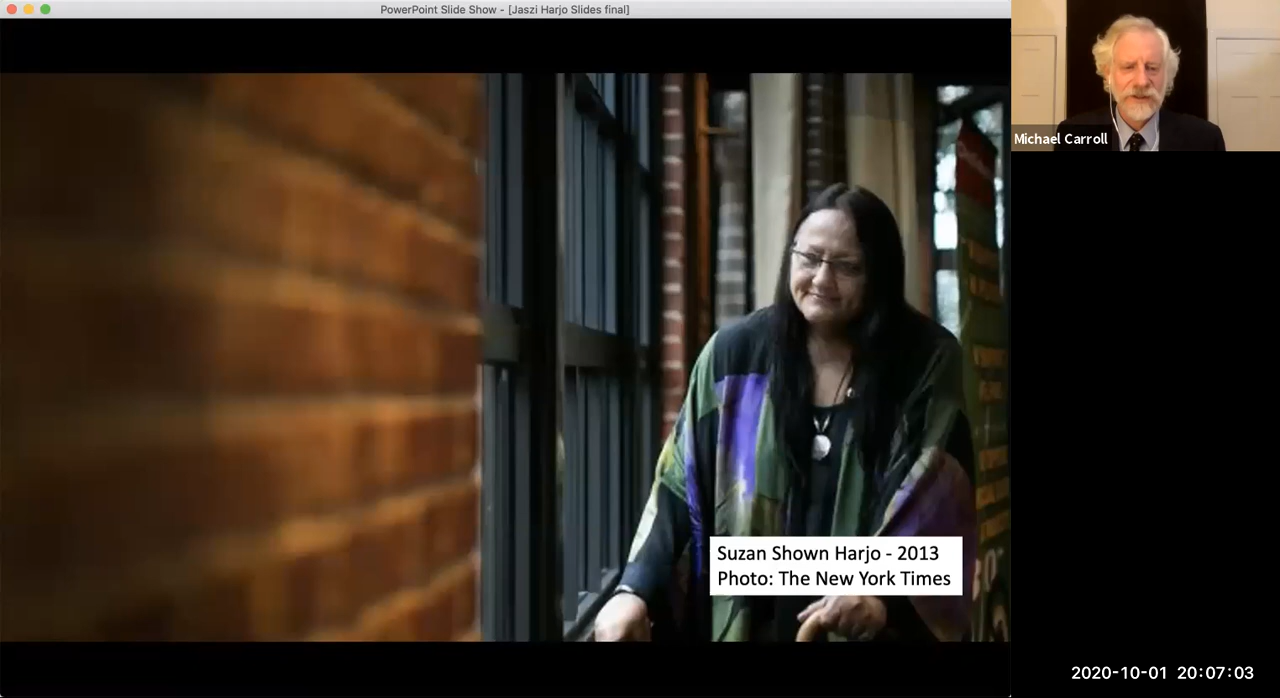 PowerPoint Slide Show - [Jaszi Harjo Slides final]
Michael Carroll
Suzan Shown Harjo - 2013
Photo: The New York Times
2020-10-01 20:07:03